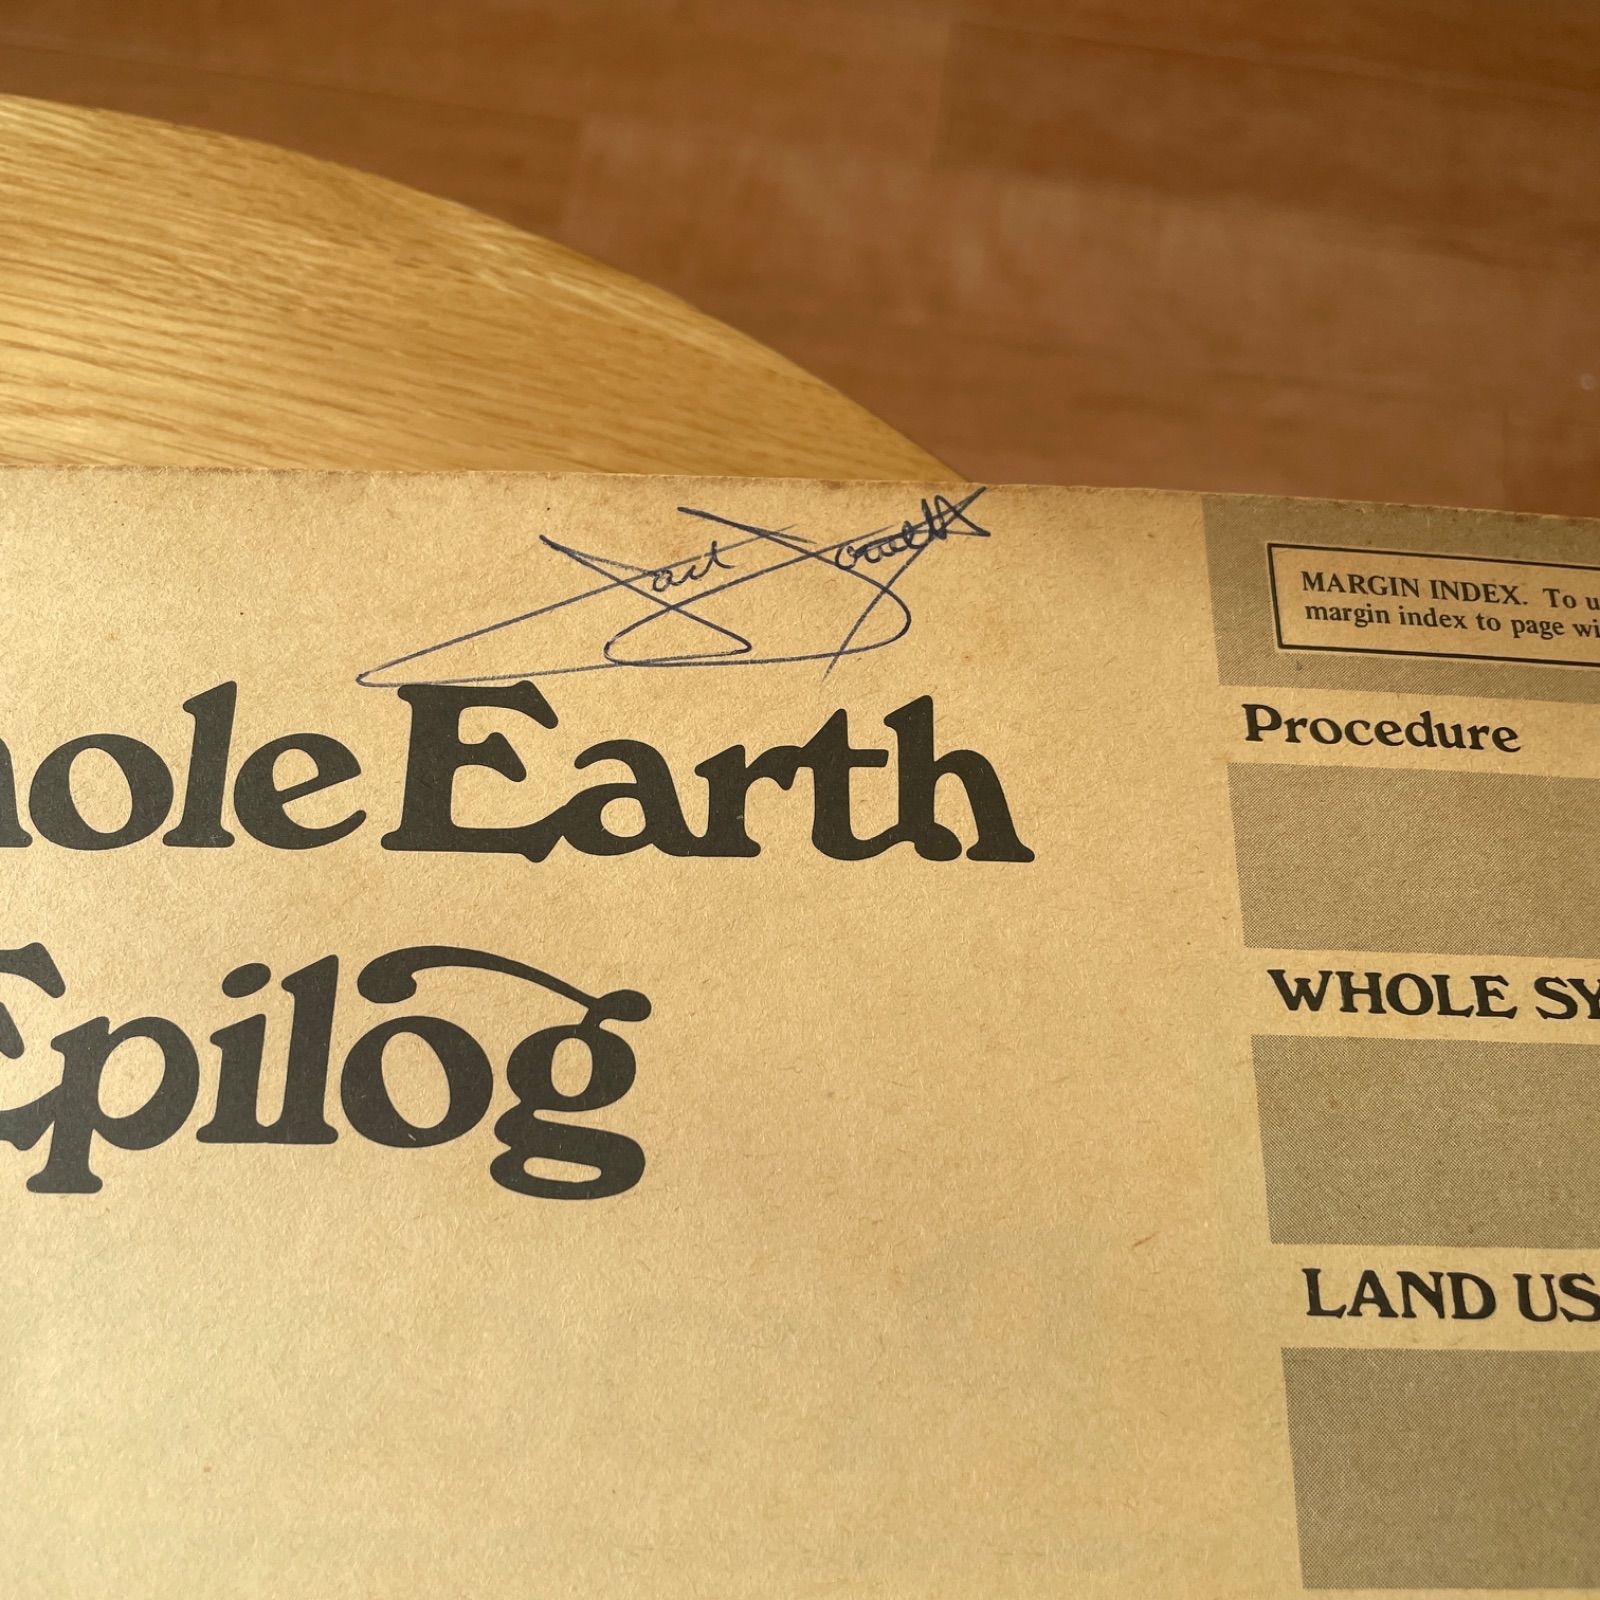 hole Earth
Epilog
MARGIN INDEX. To u
margin index to page wi
Procedure
WHOLE SY
LAND US